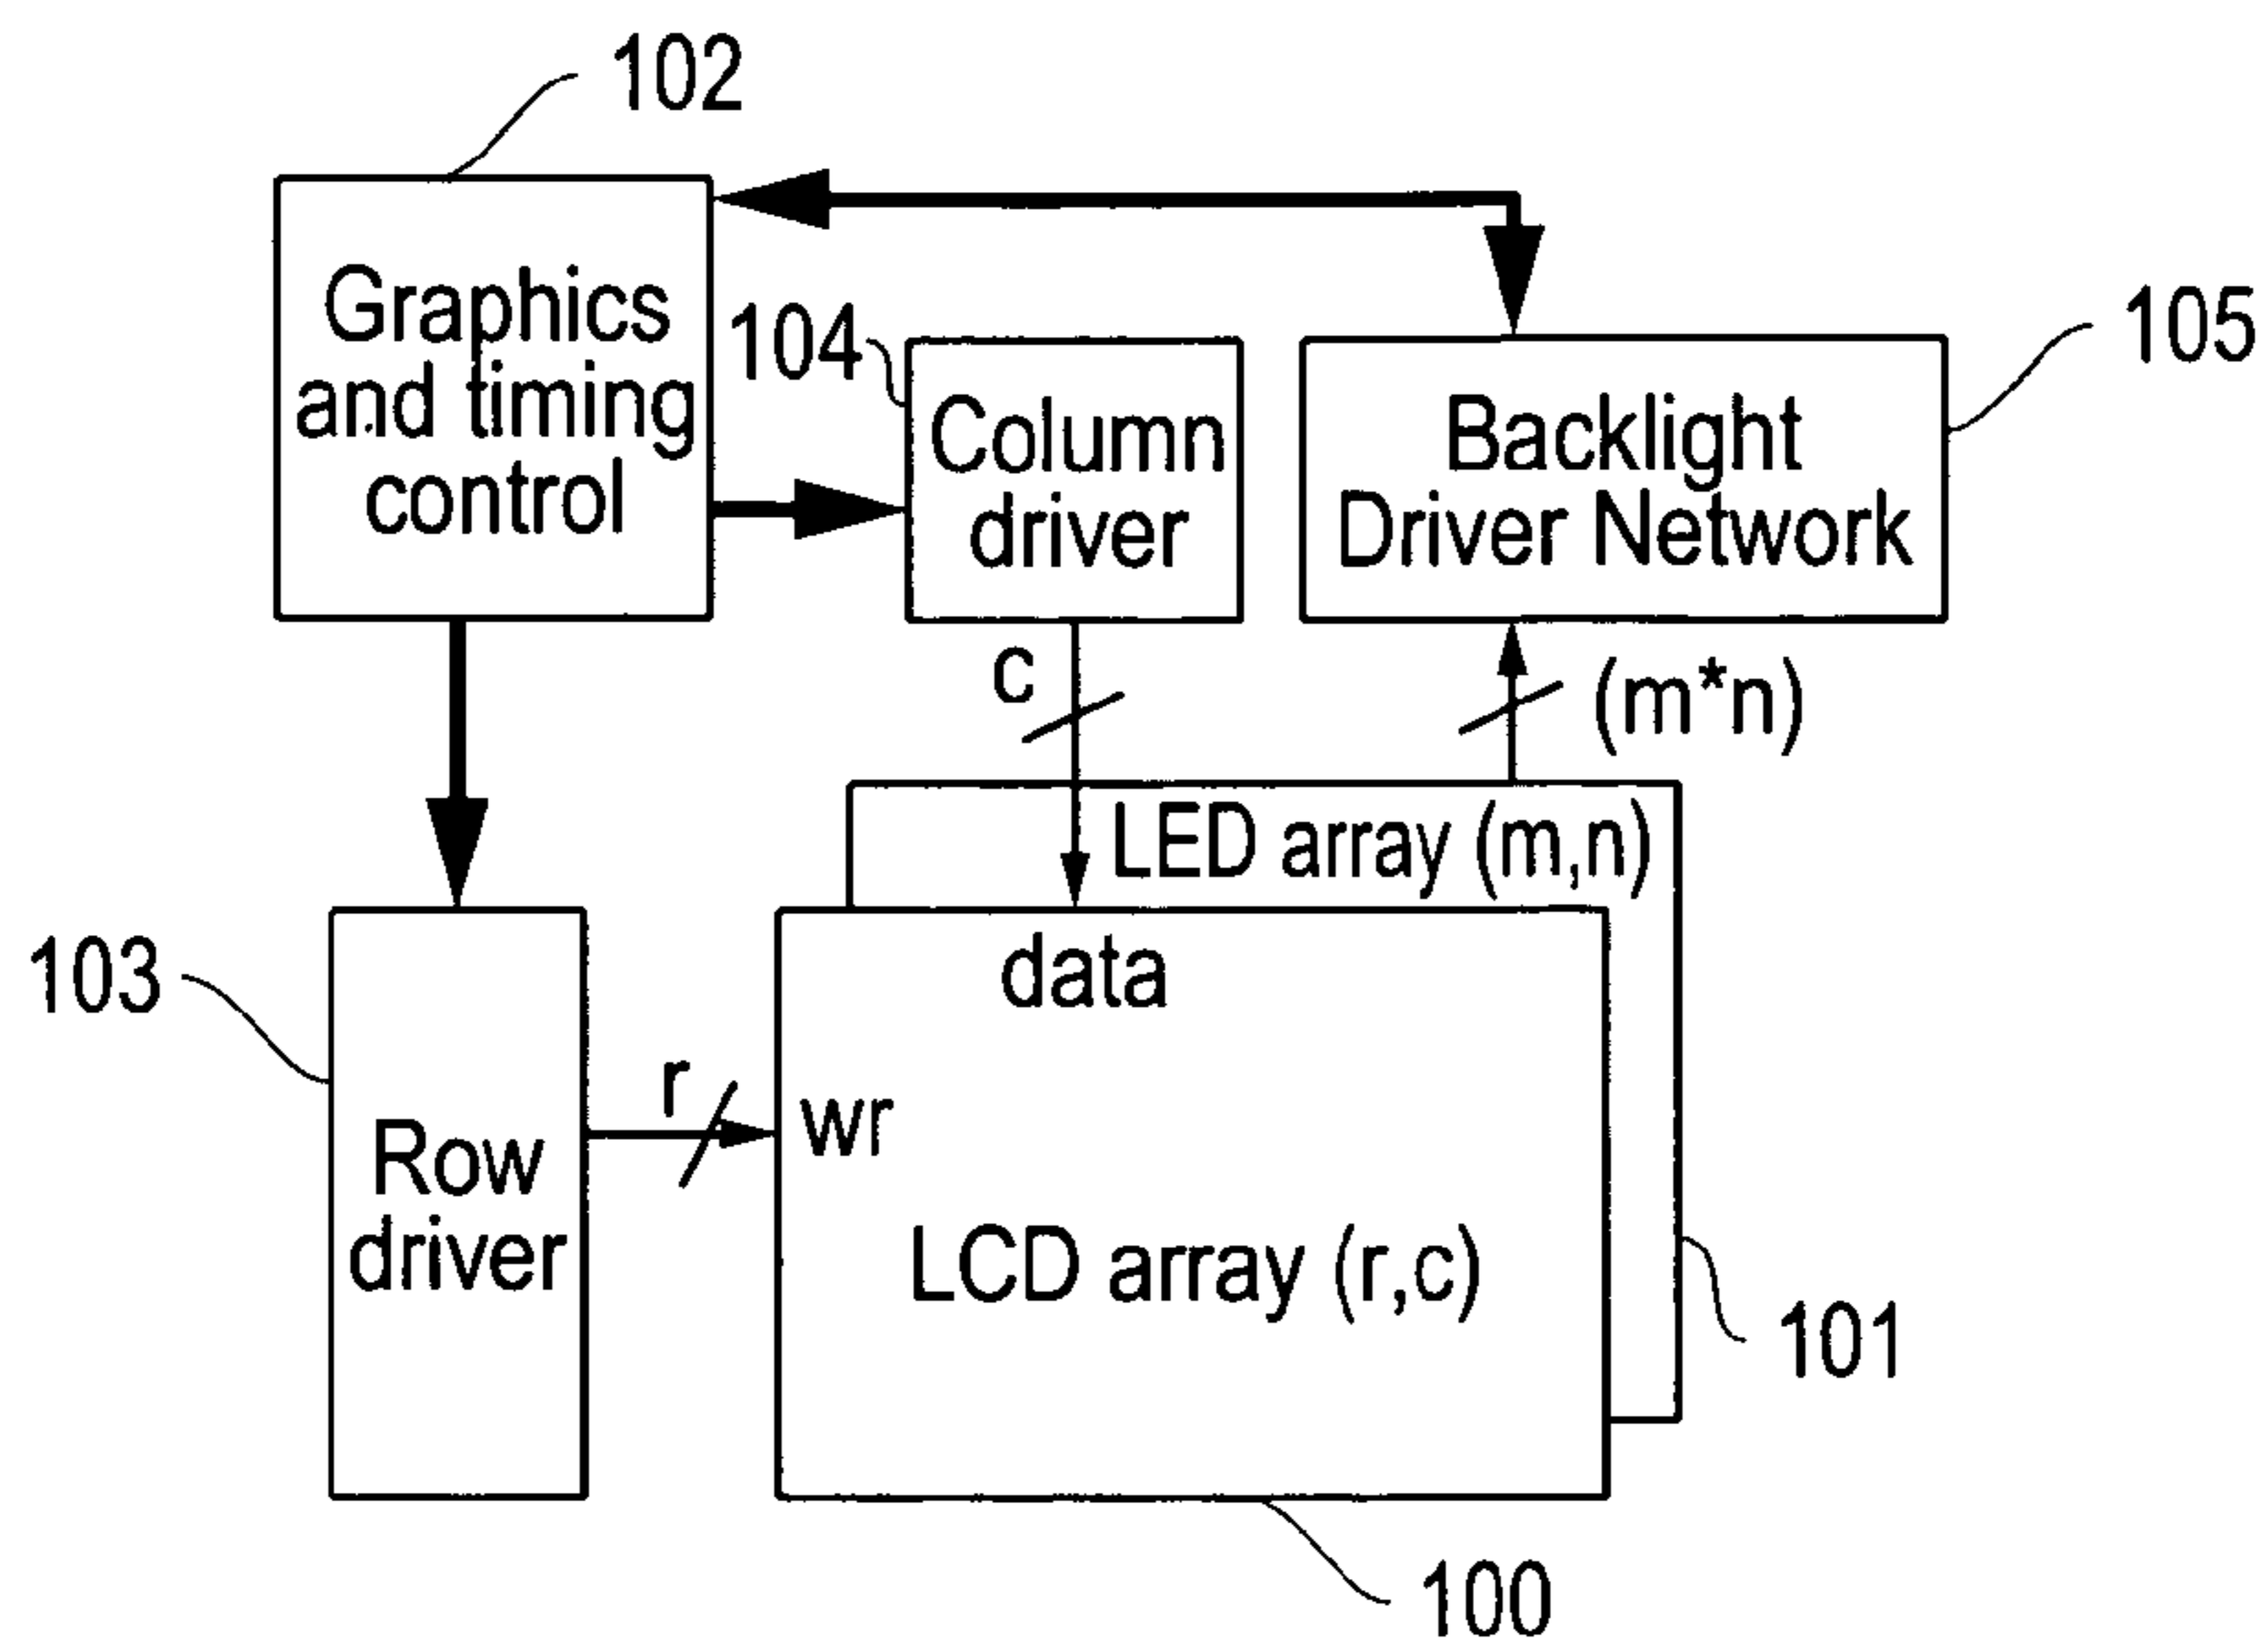 102
Graphics
and timing
control
104
Column
driver
Backlight
Driver Network
105
c
(m*n)
LED array (m,n)
103
Row
driver
r
data
wr
LCD array (r,c)
101
100